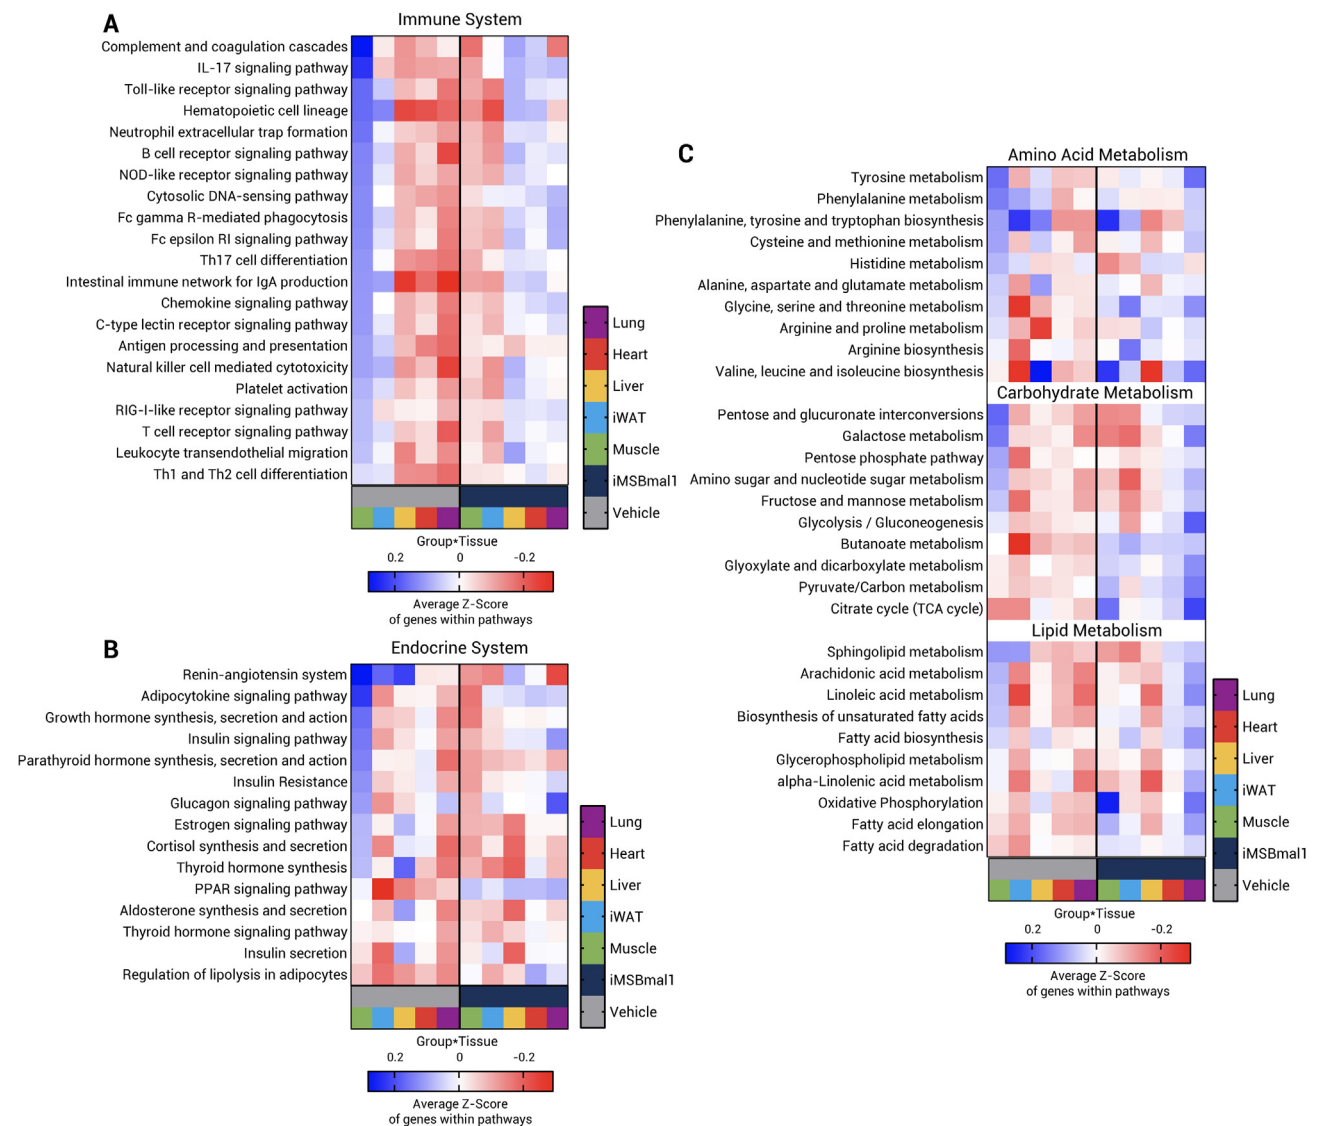 A
Immune System
Complement and coagulation cascades
IL-17 signaling pathway
Toll-like receptor signaling pathway
Hematopoietic cell lineage
Neutrophil extracellular trap formation
B cell receptor signaling pathway
NOD-like receptor signaling pathway
Cytosolic DNA-sensing pathway
Fc gamma R-mediated phagocytosis
Fc epsilon RI signaling pathway
Th17 cell differentiation
Intestinal immune network for IgA production
Chemokine signaling pathway
C-type lectin receptor signaling pathway
Antigen processing and presentation
Natural killer cell mediated cytotoxicity
Platelet activation
RIG-I-like receptor signaling pathway
T cell receptor signaling pathway
Leukocyte transendothelial migration
Th1 and Th2 cell differentiation
Lung
Heart
Liver
iWAT
Muscle
iMSBmal1
Vehicle
Group*Tissue
0.2 0 -0.2
Average Z-Score
of genes within pathways
B
Endocrine System
Renin-angiotensin system
Adipocytokine signaling pathway
Growth hormone synthesis, secretion and action
Insulin signaling pathway
Parathyroid hormone synthesis, secretion and action
Insulin Resistance
Glucagon signaling pathway
Estrogen signaling pathway
Cortisol synthesis and secretion
Thyroid hormone synthesis
PPAR signaling pathway
Aldosterone synthesis and secretion
Thyroid hormone signaling pathway
Insulin secretion
Regulation of lipolysis in adipocytes
Lung
Heart
Liver
iWAT
Muscle
iMSBmal1
Vehicle
Group*Tissue
0.2 0 -0.2
Average Z-Score
of genes within pathways
C
Amino Acid Metabolism
Tyrosine metabolism
Phenylalanine metabolism
Phenylalanine, tyrosine and tryptophan biosynthesis
Cysteine and methionine metabolism
Histidine metabolism
Alanine, aspartate and glutamate metabolism
Glycine, serine and threonine metabolism
Arginine and proline metabolism
Arginine biosynthesis
Valine, leucine and isoleucine biosynthesis
Carbohydrate Metabolism
Pentose and glucuronate interconversions
Galactose metabolism
Pentose phosphate pathway
Amino sugar and nucleotide sugar metabolism
Fructose and mannose metabolism
Glycolysis / Gluconeogenesis
Butanoate metabolism
Glyoxylate and dicarboxylate metabolism
Pyruvate/Carbon metabolism
Citrate cycle (TCA cycle)
Lipid Metabolism
Sphingolipid metabolism
Arachidonic acid metabolism
Linoleic acid metabolism
Biosynthesis of unsaturated fatty acids
Fatty acid biosynthesis
Glycerophospholipid metabolism
alpha-Linolenic acid metabolism
Oxidative Phosphorylation
Fatty acid elongation
Fatty acid degradation
Lung
Heart
Liver
iWAT
Muscle
iMSBmal1
Vehicle
Group*Tissue
0.2 0 -0.2
Average Z-Score
of genes within pathways